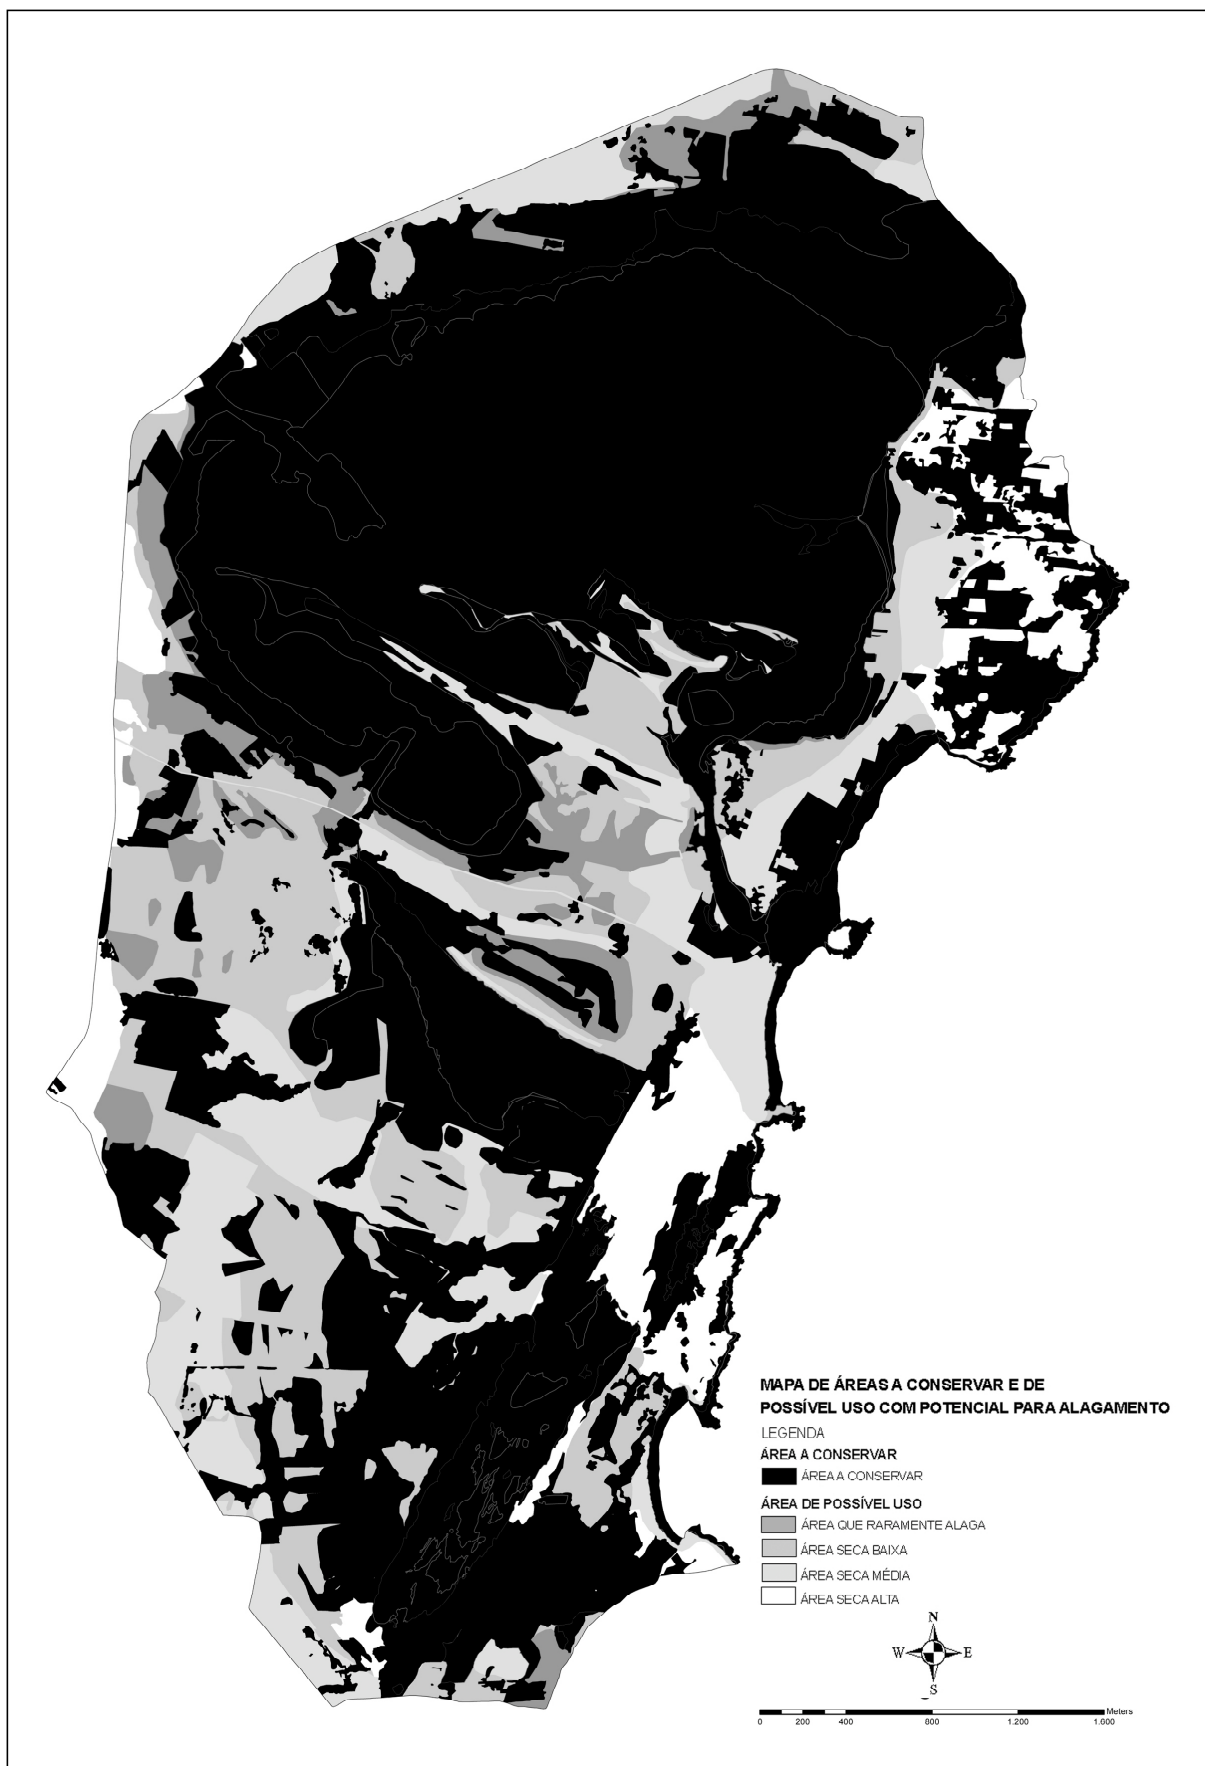 MAPA DE ÁREAS A CONSERVAR E DE
POSSÍVEL USO COM POTENCIAL PARA ALAGAMENTO
LEGENDA
ÁREA A CONSERVAR
ÁREA A CONSERVAR
ÁREA DE POSSÍVEL USO
ÁREA QUE RARAMENTE ALAGA
ÁREA SECA BAIXA
ÁREA SECA MÉDIA
ÁREA SECA ALTA
N
W E
S
Meters
0 200 400 800 1.200 1.600